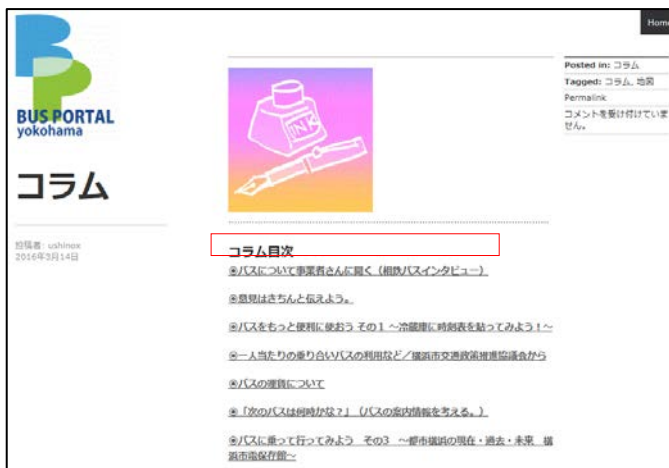 Home
BUS PORTAL
yokohama
コラム
投稿者: ushinox
2016年3月14日
INK
Posted in: コラム
Tagged: コラム, 地図
Permalink
コメントを受け付けていま
せん。
コラム目次
◉バスについて事業者さんに聞く（相鉄バスインタビュー）
◉意見はきちんと伝えよう。
◉バスをもっと便利に使おう その１ ～冷蔵庫に時刻表を貼ってみよう！～
◉一人当たりの乗り合いバスの利用など／横浜市交通政策推進協議会から
◉バスの運賃について
◉「次のバスは何時かな？」（バスの案内情報を考える。）
◉バスに乗って行ってみよう　その3　～都市横浜の現在・過去・未来　横
浜市電保存館～